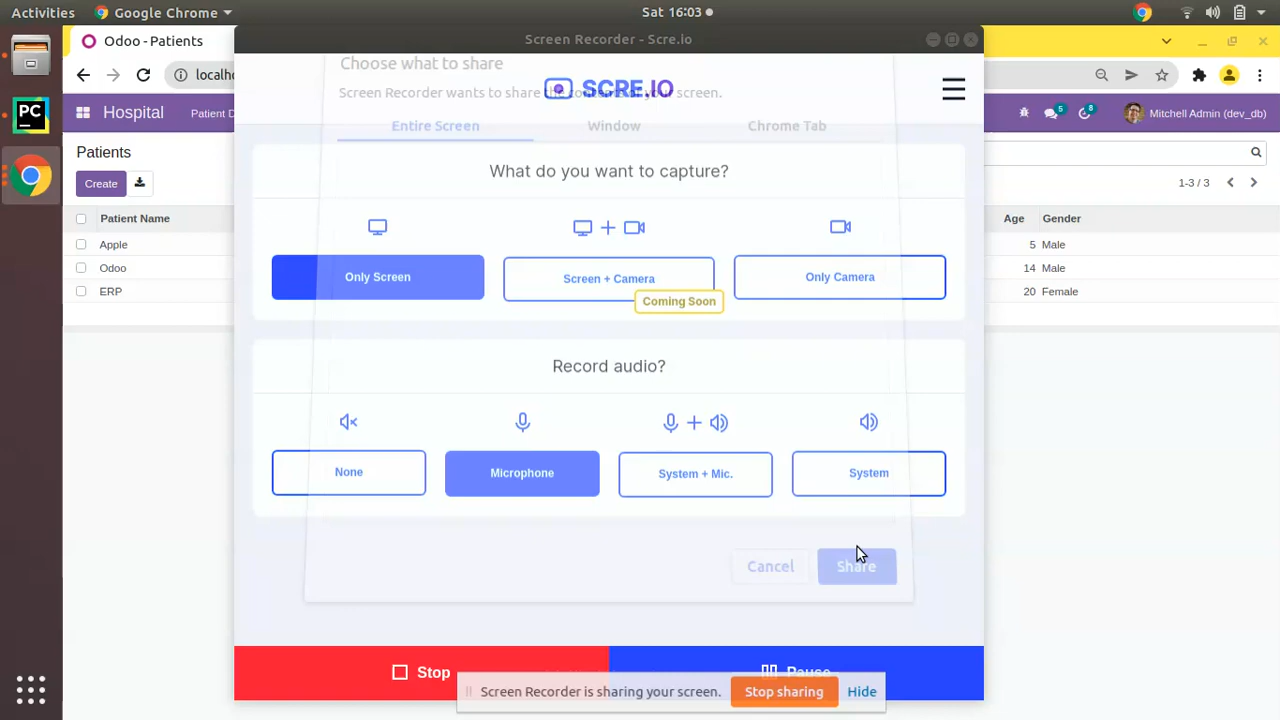 Activities Google Chrome Sat 16:03
Odoo - Patients
Screen Recorder - Scre.io
localh
Choose what to share
SCRE.IO
Screen Recorder wants to share the contents of your screen.
Hospital Patient D
5 8 Mitchell Admin (dev_db)
Entire Screen Window Chrome Tab
Patients
What do you want to capture?
Create
1-3 / 3
Patient Name Age Gender
Apple 5 Male
Odoo 14 Male
ERP 20 Female
Only Screen Screen + Camera Only Camera
Coming Soon
Record audio?
None Microphone System + Mic. System
Cancel Share
Stop Pause
Screen Recorder is sharing your screen. Stop sharing Hide
PC